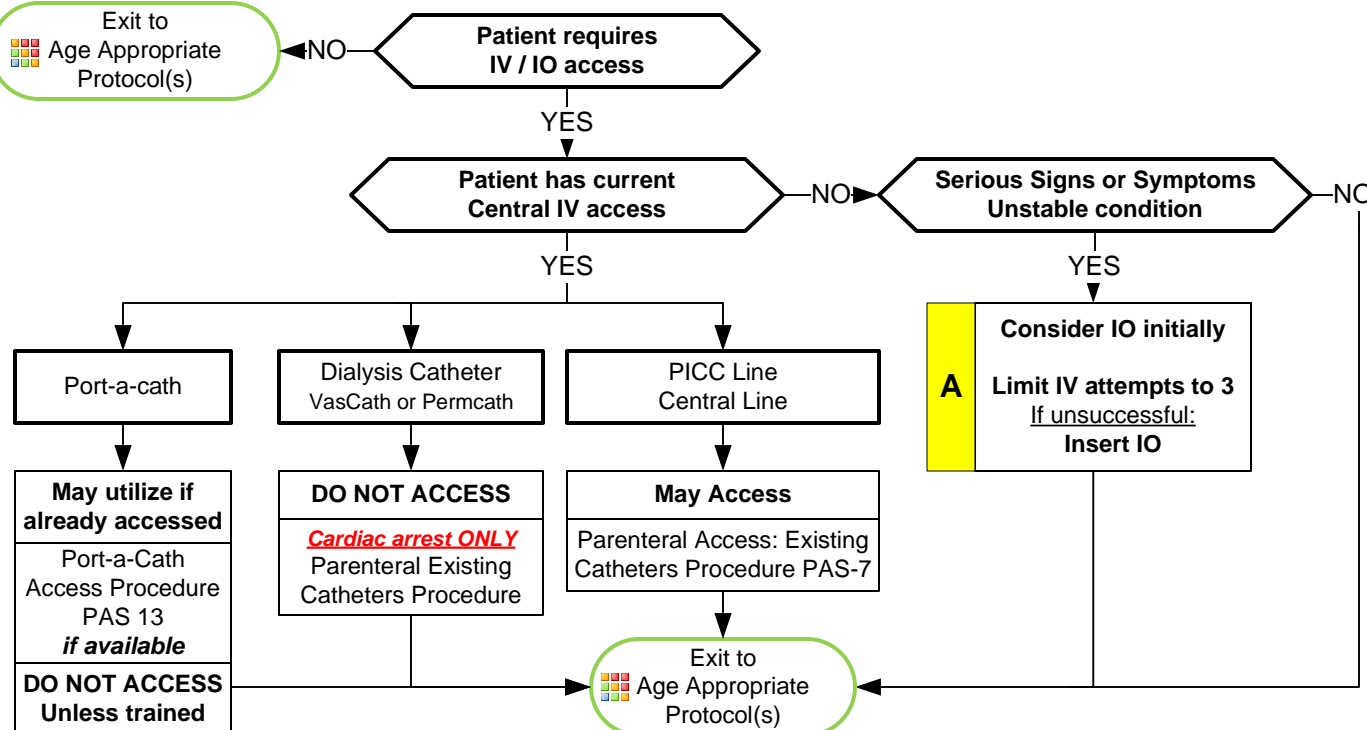 Exit to
Age Appropriate
Protocol(s)
NO
Patient requires
IV / IO access
YES
Patient has current
Central IV access
NO
Serious Signs or Symptoms
Unstable condition
NO
YES
YES
Port-a-cath
Dialysis Catheter
VasCath or Permcath
PICC Line
Central Line
A
Consider IO initially
Limit IV attempts to 3
If unsuccessful:
Insert IO
May utilize if
already accessed
Port-a-Cath
Access Procedure
PAS 13
if available
DO NOT ACCESS
Unless trained
DO NOT ACCESS
Cardiac arrest ONLY
Parenteral Existing
Catheters Procedure
May Access
Parenteral Access: Existing
Catheters Procedure PAS-7
Exit to
Age Appropriate
Protocol(s)